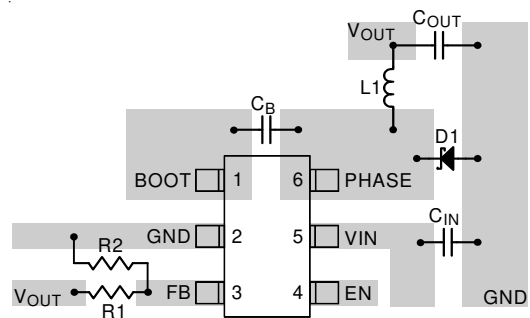 VOUT COUT
L1
CB
D1
BOOT 1 6 PHASE
GND 2 5 VIN CIN
R2
VOUT R1 FB 3 4 EN GND